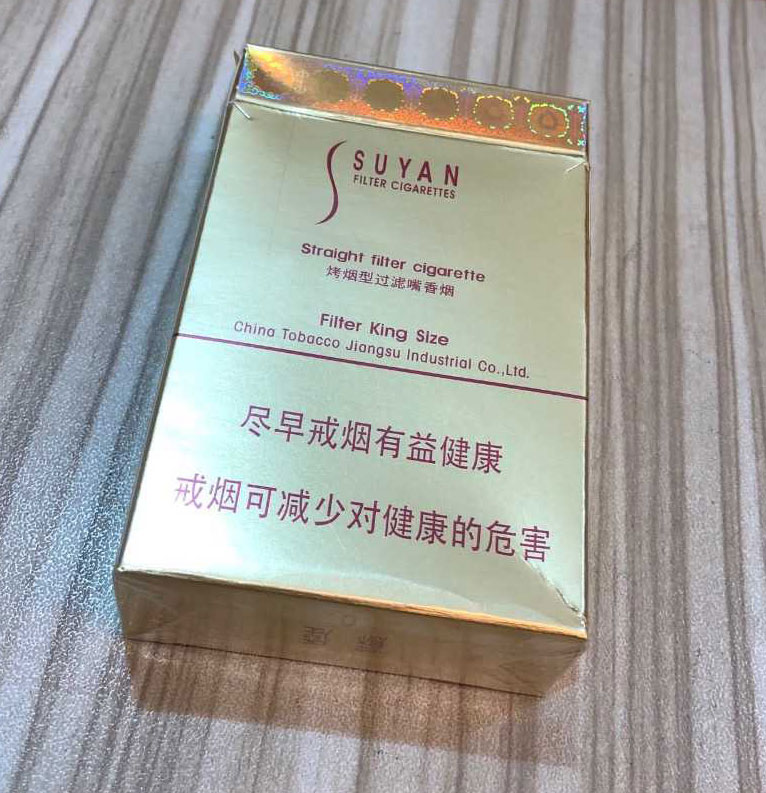 SUYAN
FILTER CIGARETTES
Straight filter cigarette
烤烟型过滤嘴香烟
Filter King Size
China Tobacco Jiangsu Industrial Co.,Ltd.
尽早戒烟有益健康
戒烟可减少对健康的危害